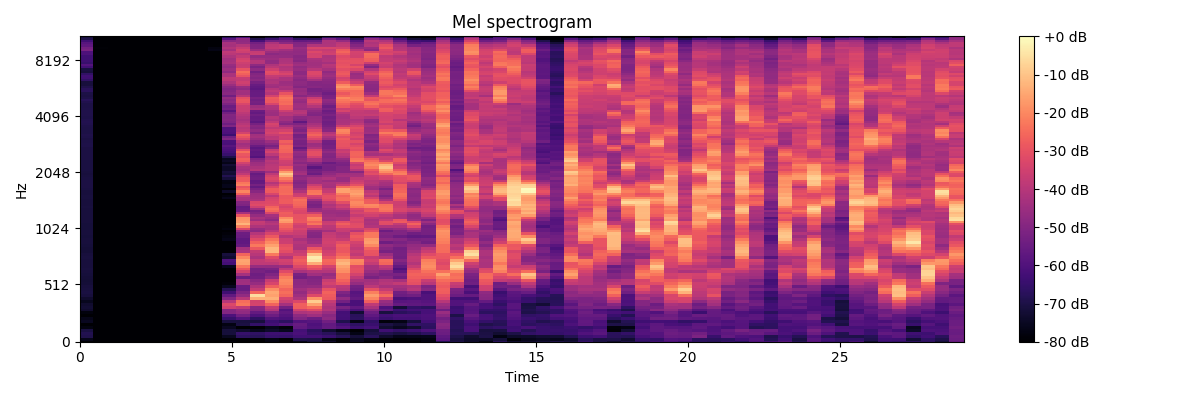 Mel spectrogram
8192
4096
2048
1024
512
0
Hz
0 5 10 15 20 25
Time
+0 dB
-10 dB
-20 dB
-30 dB
-40 dB
-50 dB
-60 dB
-70 dB
-80 dB